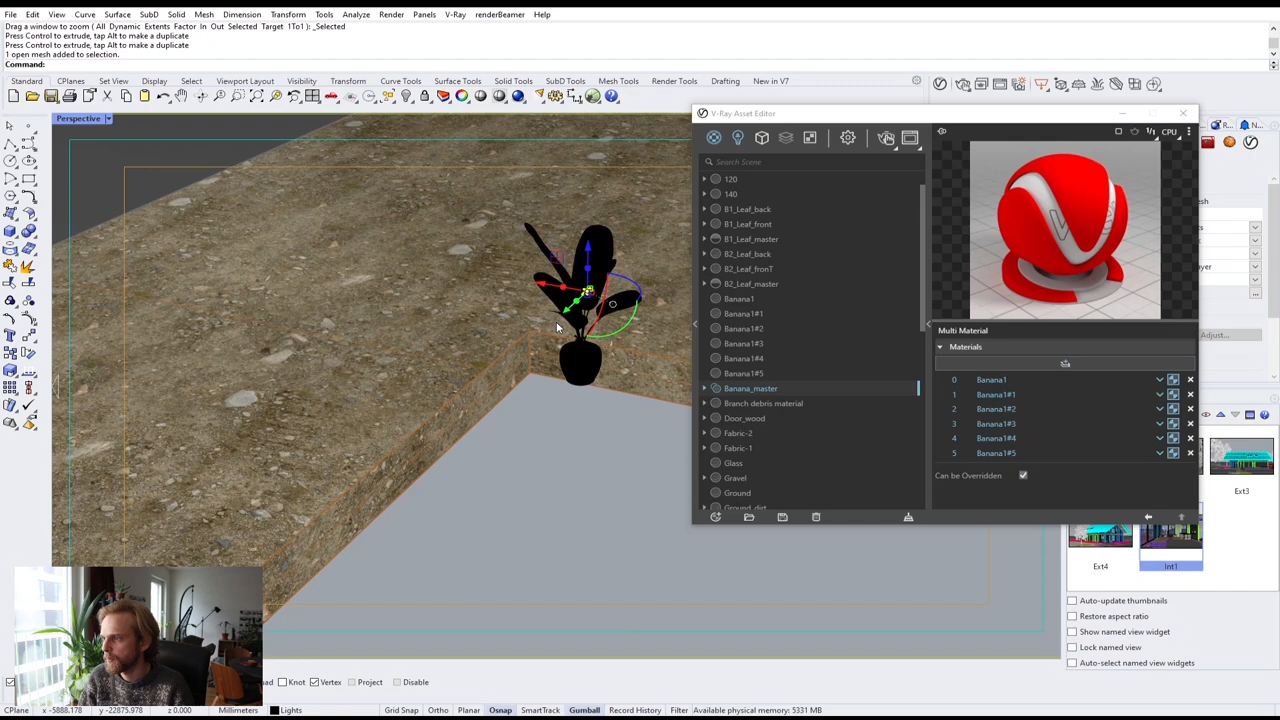 File Edit View Curve Surface SubD Solid Mesh Dimension Transform Tools Analyze Render Panels V-Ray renderBeamer Help
Drag a window to zoom ( All Dynamic Extents Factor In Out Selected Target 1To1 ): _Selected
Press Control to extrude, tap Alt to make a duplicate
Press Control to extrude, tap Alt to make a duplicate
1 open mesh added to selection.
Command:
Standard CPlanes Set View Display Select Viewport Layout Visibility Transform Curve Tools Surface Tools Solid Tools SubD Tools Mesh Tools Render Tools Drafting New in V7
Perspective
V-Ray Asset Editor
CPU
Search Scene
120
140
B1_Leaf_back
B1_Leaf_front
B1_Leaf_master
B2_Leaf_back
B2_Leaf_fronT
B2_Leaf_master
Banana1
Banana1#1
Banana1#2
Banana1#3
Banana1#4
Banana1#5
Banana_master
Branch debris material
Door_wood
Fabric-2
Fabric-1
Glass
Gravel
Ground
Ground_dirt
Multi Material
Materials
0 Banana1
1 Banana1#1
2 Banana1#2
3 Banana1#3
4 Banana1#4
5 Banana1#5
Can be Overridden
R...
N...
Adjust...
Ext3
Ext4
Int1
Auto-update thumbnails
Restore aspect ratio
Show named view widget
Lock named view
Auto-select named view widgets
Knot Vertex Project Disable
CPlane x -5888.178 y -22875.978 z 0.000 Millimeters Lights Grid Snap Ortho Planar Osnap SmartTrack Gumball Record History Filter Available physical memory: 5331 MB